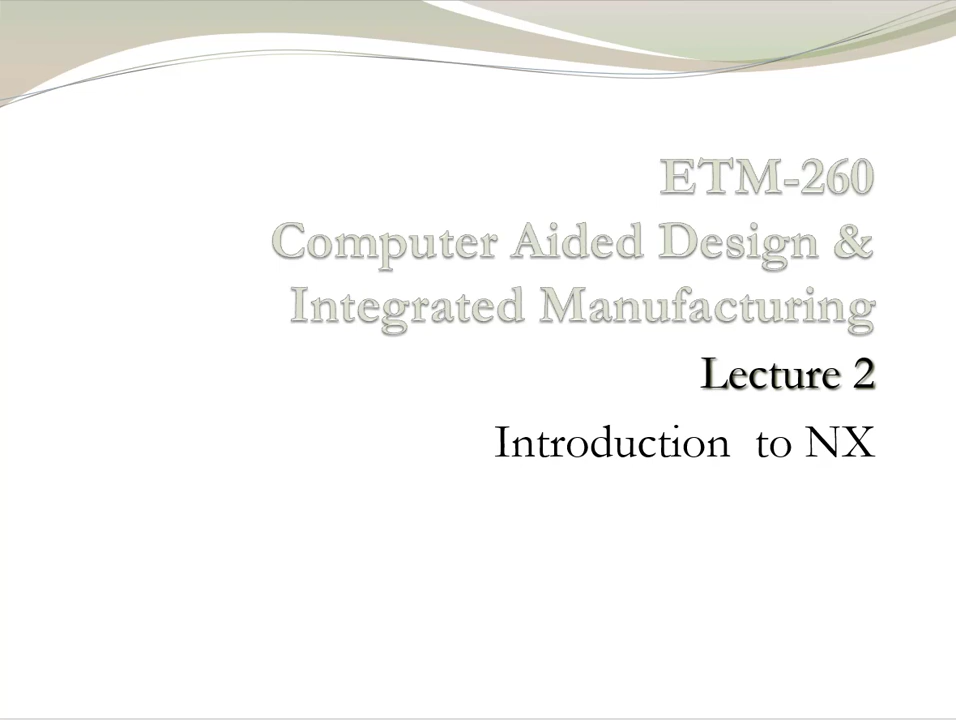 ETM-260
Computer Aided Design &
Integrated Manufacturing
Lecture 2
Introduction to NX